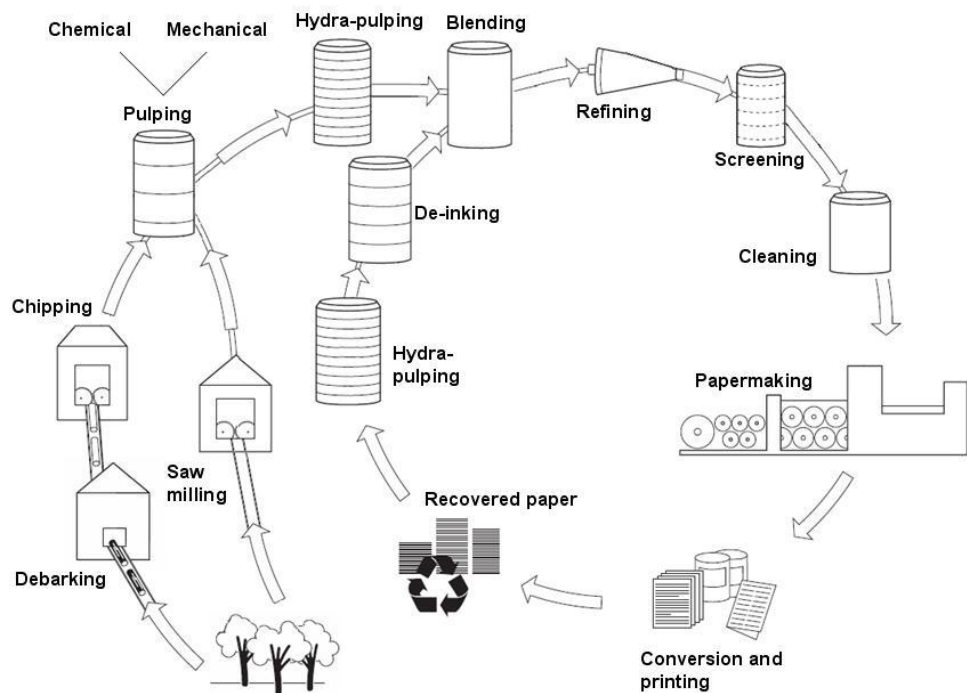 Chemical
Mechanical
Hydra-pulping
Blending
Pulping
Refining
Screening
De-inking
Cleaning
Chipping
Hydra-
pulping
Papermaking
Saw
milling
Recovered paper
Debarking
Conversion and
printing